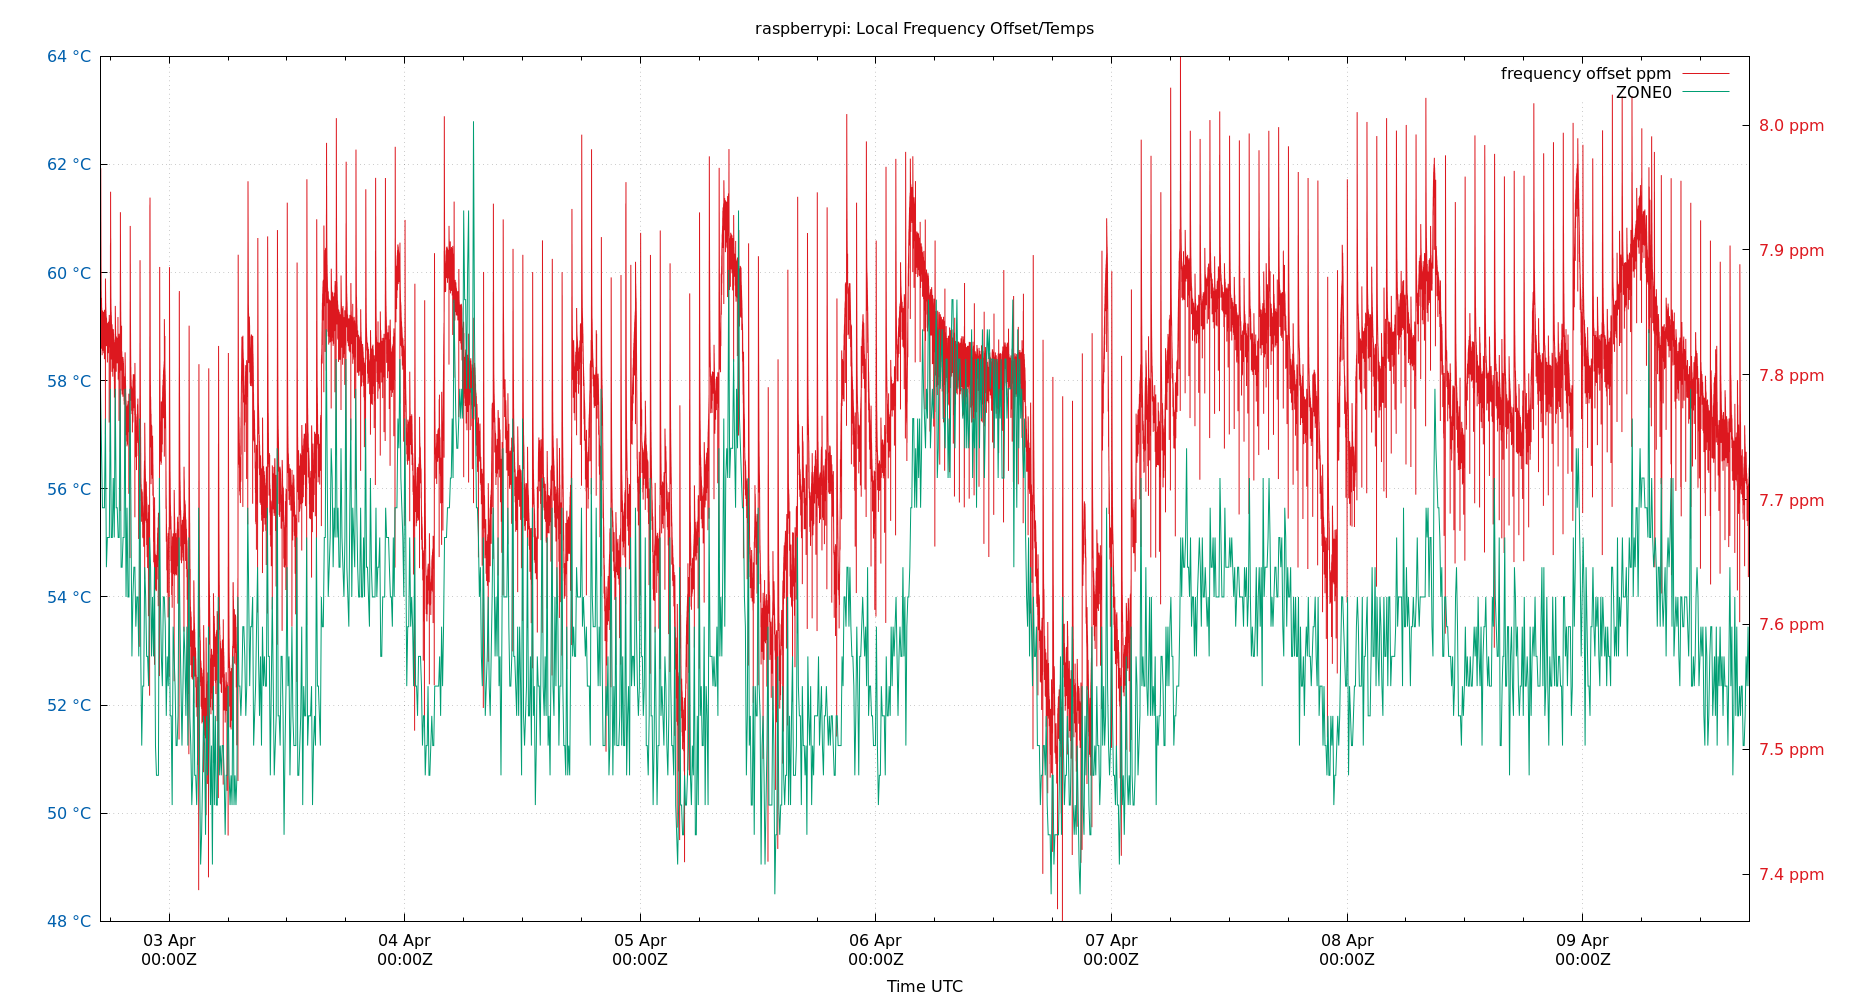 raspberrypi: Local Frequency Offset/Temps
frequency offset ppm
ZONE0
64 °C
62 °C
60 °C
58 °C
56 °C
54 °C
52 °C
50 °C
48 °C
8.0 ppm
7.9 ppm
7.8 ppm
7.7 ppm
7.6 ppm
7.5 ppm
7.4 ppm
03 Apr
00:00Z
04 Apr
00:00Z
05 Apr
00:00Z
06 Apr
00:00Z
07 Apr
00:00Z
08 Apr
00:00Z
09 Apr
00:00Z
Time UTC